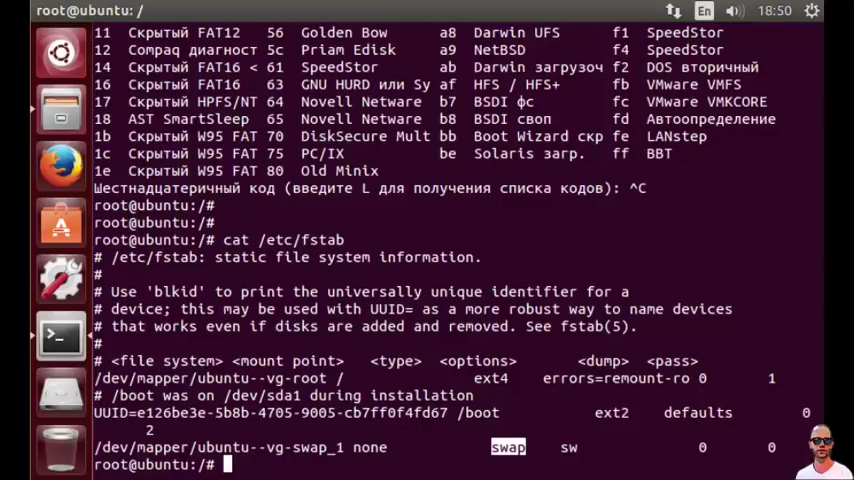 root@ubuntu: /
En
18:50
11 Скрытый FAT12 56 Golden Bow a8 Darwin UFS f1 SpeedStor
12 Compaq диагност 5c Priam Edisk a9 NetBSD f4 SpeedStor
14 Скрытый FAT16 < 61 SpeedStor ab Darwin загрузоч f2 DOS вторичный
16 Скрытый FAT16 63 GNU HURD или Sy af HFS / HFS+ fb VMware VMFS
17 Скрытый HPFS/NT 64 Novell Netware b7 BSDI фс fc VMware VMKCORE
18 AST SmartSleep 65 Novell Netware b8 BSDI своп fd Автоопределение
1b Скрытый W95 FAT 70 DiskSecure Mult bb Boot Wizard скр fe LANstep
1c Скрытый W95 FAT 75 PC/IX be Solaris загр. ff BBT
1e Скрытый W95 FAT 80 Old Minix
Шестнадцатеричный код (введите L для получения списка кодов): ^C
root@ubuntu:/#
root@ubuntu:/#
root@ubuntu:/# cat /etc/fstab
# /etc/fstab: static file system information.
#
# Use 'blkid' to print the universally unique identifier for a
# device; this may be used with UUID= as a more robust way to name devices
# that works even if disks are added and removed. See fstab(5).
#
# <file system> <mount point> <type> <options> <dump> <pass>
/dev/mapper/ubuntu--vg-root / ext4 errors=remount-ro 0 1
# /boot was on /dev/sda1 during installation
UUID=e126be3e-5b8b-4705-9005-cb7ff0f4fd67 /boot ext2 defaults 0
2
/dev/mapper/ubuntu--vg-swap_1 none swap sw 0 0
root@ubuntu:/#